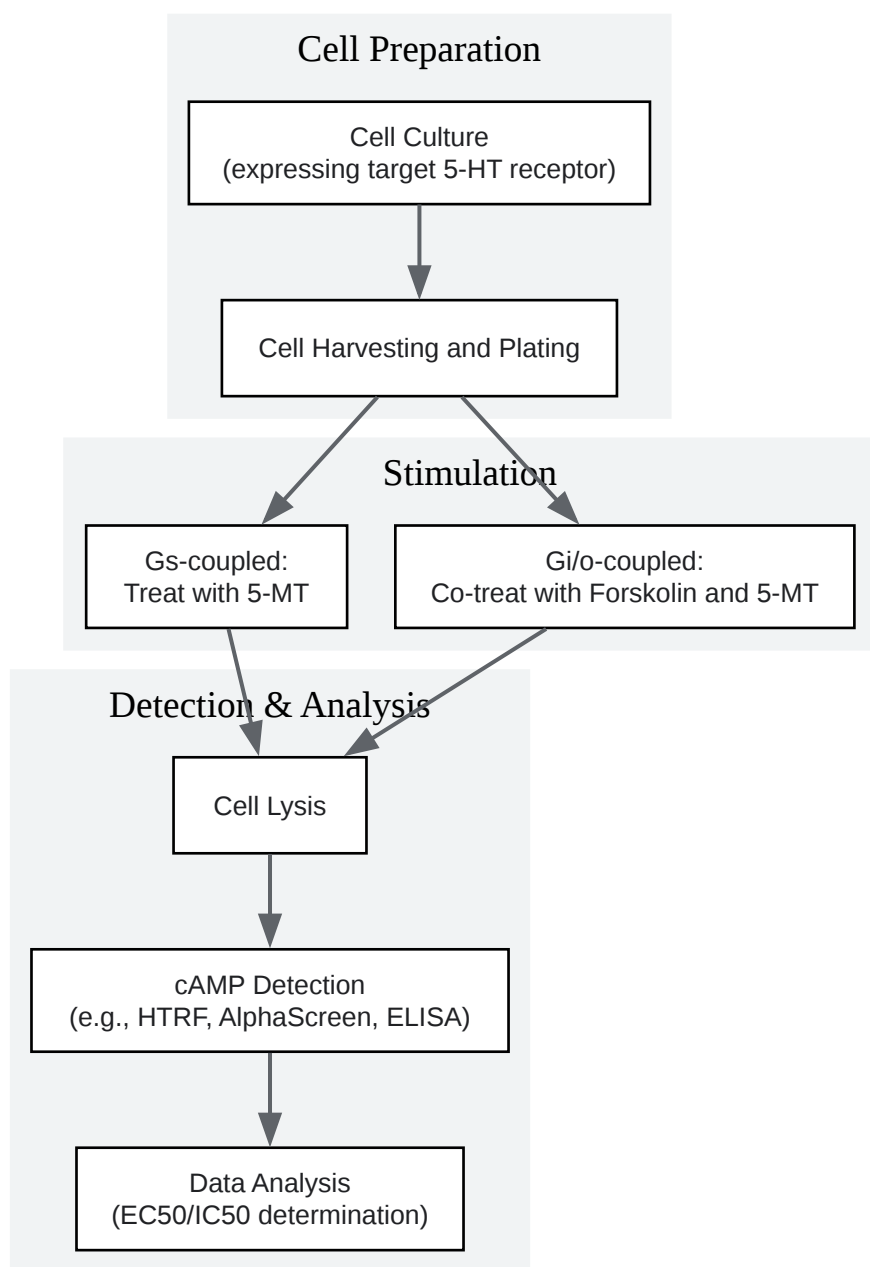 Cell Preparation
Cell Culture
(expressing target 5-HT receptor)
Cell Harvesting and Plating
Stimulation
Gs-coupled:
Treat with 5-MT
Gi/o-coupled:
Co-treat with Forskolin and 5-MT
Detection & Analysis
Cell Lysis
cAMP Detection
(e.g., HTRF, AlphaScreen, ELISA)
Data Analysis
(EC50/IC50 determination)